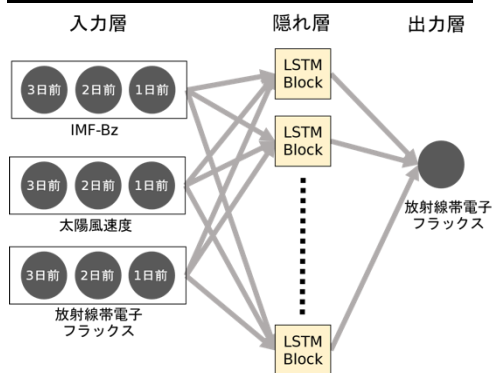 入力層
隠れ層
出力層
3日前 2日前 1日前
IMF-Bz
3日前 2日前 1日前
太陽風速度
3日前 2日前 1日前
放射線帯電子
フラックス
LSTM
Block
LSTM
Block
LSTM
Block
放射線帯電子
フラックス